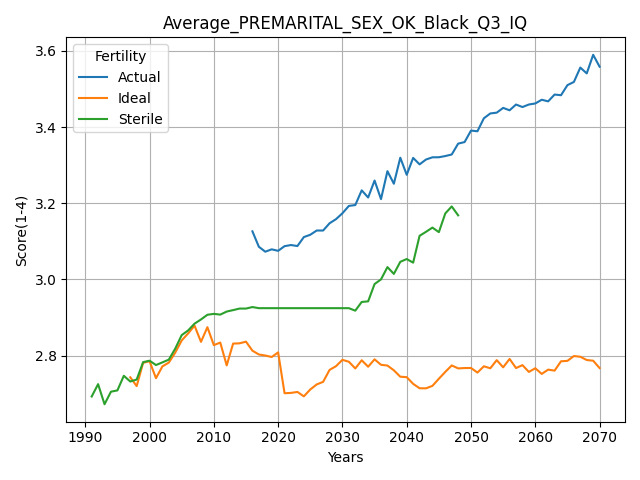 Average_PREMARITAL_SEX_OK_Black_Q3_IQ
Fertility
Actual
Ideal
Sterile
3.6
3.4
3.2
3.0
2.8
Score(1-4)
1990 2000 2010 2020 2030 2040 2050 2060 2070
Years